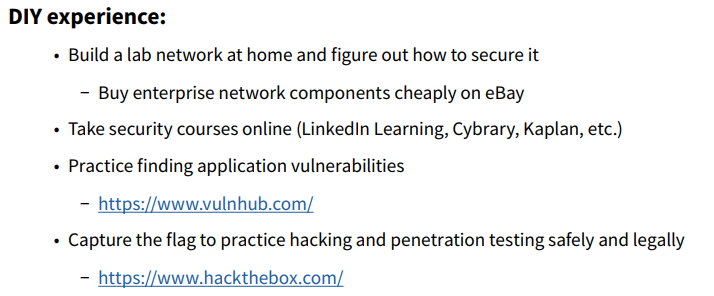 DIY experience:
• Build a lab network at home and figure out how to secure it
– Buy enterprise network components cheaply on eBay
• Take security courses online (LinkedIn Learning, Cybrary, Kaplan, etc.)
• Practice finding application vulnerabilities
– https://www.vulnhub.com/
• Capture the flag to practice hacking and penetration testing safely and legally
– https://www.hackthebox.com/